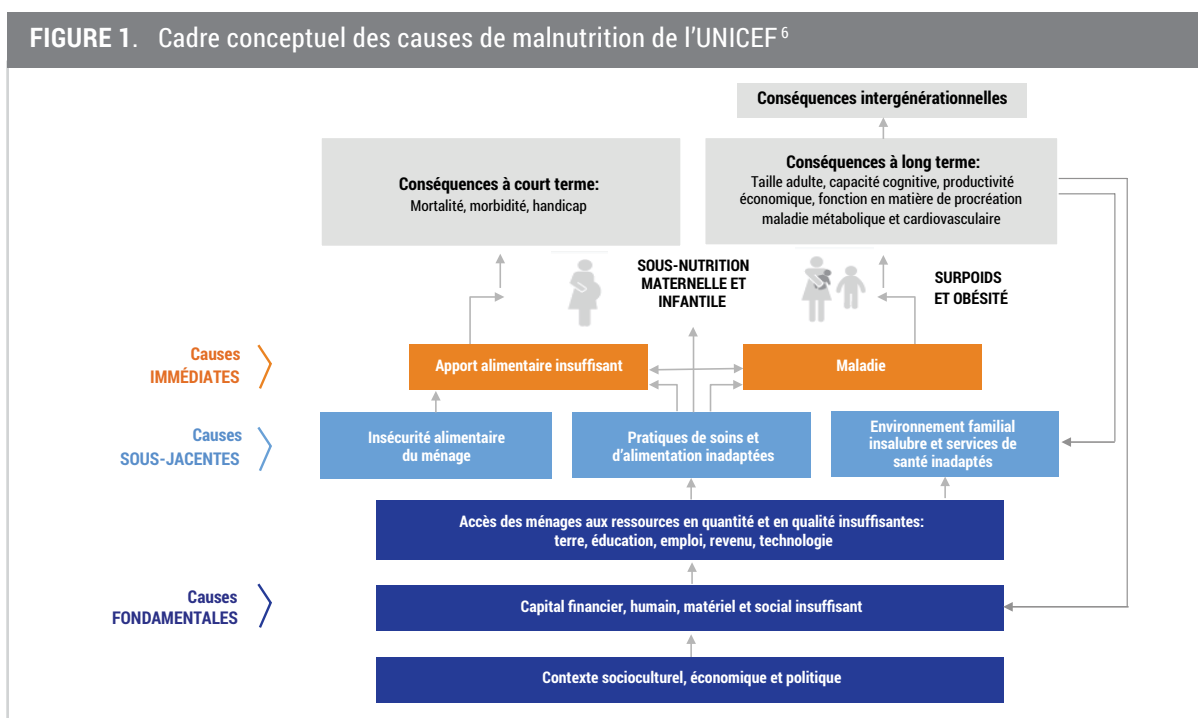 FIGURE 1. Cadre conceptuel des causes de malnutrition de l’UNICEF 6
Conséquences intergénérationnelles
Conséquences à court terme:
Mortalité, morbidité, handicap
Conséquences à long terme:
Taille adulte, capacité cognitive, productivité
économique, fonction en matière de procréation
maladie métabolique et cardiovasculaire
SOUS-NUTRITION
MATERNELLE ET
INFANTILE
SURPOIDS
ET OBÉSITÉ
Causes
IMMÉDIATES
Apport alimentaire insuffisant
Maladie
Causes
SOUS-JACENTES
Insécurité alimentaire
du ménage
Pratiques de soins et
d’alimentation inadaptées
Environnement familial
insalubre et services de
santé inadaptés
Accès des ménages aux ressources en quantité et en qualité insuffisantes:
terre, éducation, emploi, revenu, technologie
Causes
FONDAMENTALES
Capital financier, humain, matériel et social insuffisant
Contexte socioculturel, économique et politique